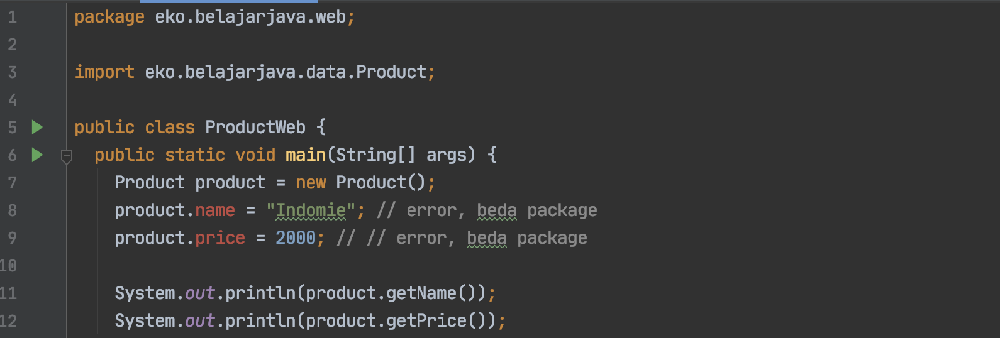 1 package eko.belajarjava.web;
2
3 import eko.belajarjava.data.Product;
4
5 public class ProductWeb {
6 public static void main(String[] args) {
7 Product product = new Product();
8 product.name = "Indomie"; // error, beda package
9 product.price = 2000; // // error, beda package
10
11 System.out.println(product.getName());
12 System.out.println(product.getPrice());